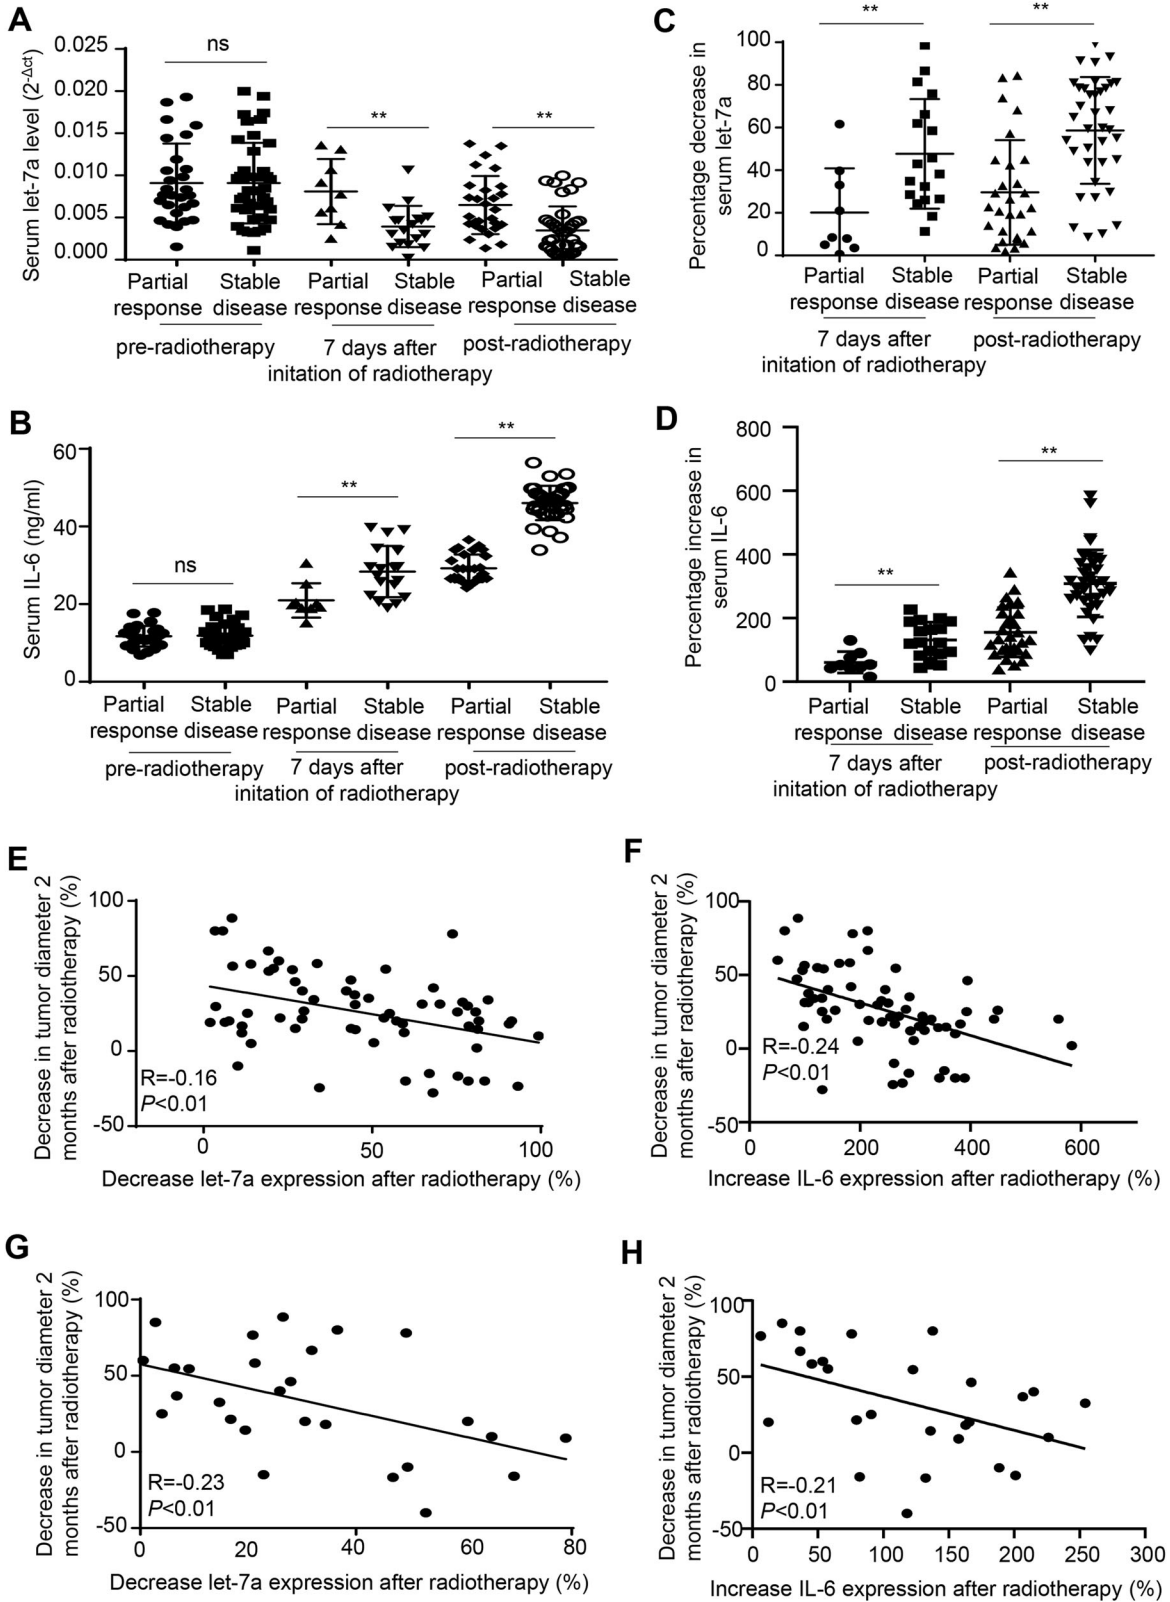 A
Serum let-7a level (2-Δct)
0.025
0.020
0.015
0.010
0.005
0.000
ns
**
**
Partial response
Stable disease
Partial response
Stable disease
Partial response
Stable disease
pre-radiotherapy
7 days after
initation of radiotherapy
post-radiotherapy
C
Percentage decrease in
serum let-7a
100
80
60
40
20
0
**
**
Partial response
Stable disease
Partial response
Stable disease
7 days after
initation of radiotherapy
post-radiotherapy
B
Serum IL-6 (ng/ml)
60
40
20
0
ns
**
**
Partial response
Stable disease
Partial response
Stable disease
Partial response
Stable disease
pre-radiotherapy
7 days after
initation of radiotherapy
post-radiotherapy
D
Percentage increase in
serum IL-6
800
600
400
200
0
**
**
Partial response
Stable disease
Partial response
Stable disease
7 days after
initation of radiotherapy
post-radiotherapy
E
Decrease in tumor diameter 2
months after radiotherapy (%)
100
50
0
-50
R=-0.16
P<0.01
0
50
100
Decrease let-7a expression after radiotherapy (%)
F
Decrease in tumor diameter 2
months after radiotherapy (%)
100
50
0
-50
R=-0.24
P<0.01
200
400
600
Increase IL-6 expression after radiotherapy (%)
G
Decrease in tumor diameter 2
months after radiotherapy (%)
100
50
0
-50
R=-0.23
P<0.01
0
20
40
60
80
Decrease let-7a expression after radiotherapy (%)
H
Decrease in tumor diameter 2
months after radiotherapy (%)
100
50
0
-50
R=-0.21
P<0.01
0
50
100
150
200
250
300
Increase IL-6 expression after radiotherapy (%)